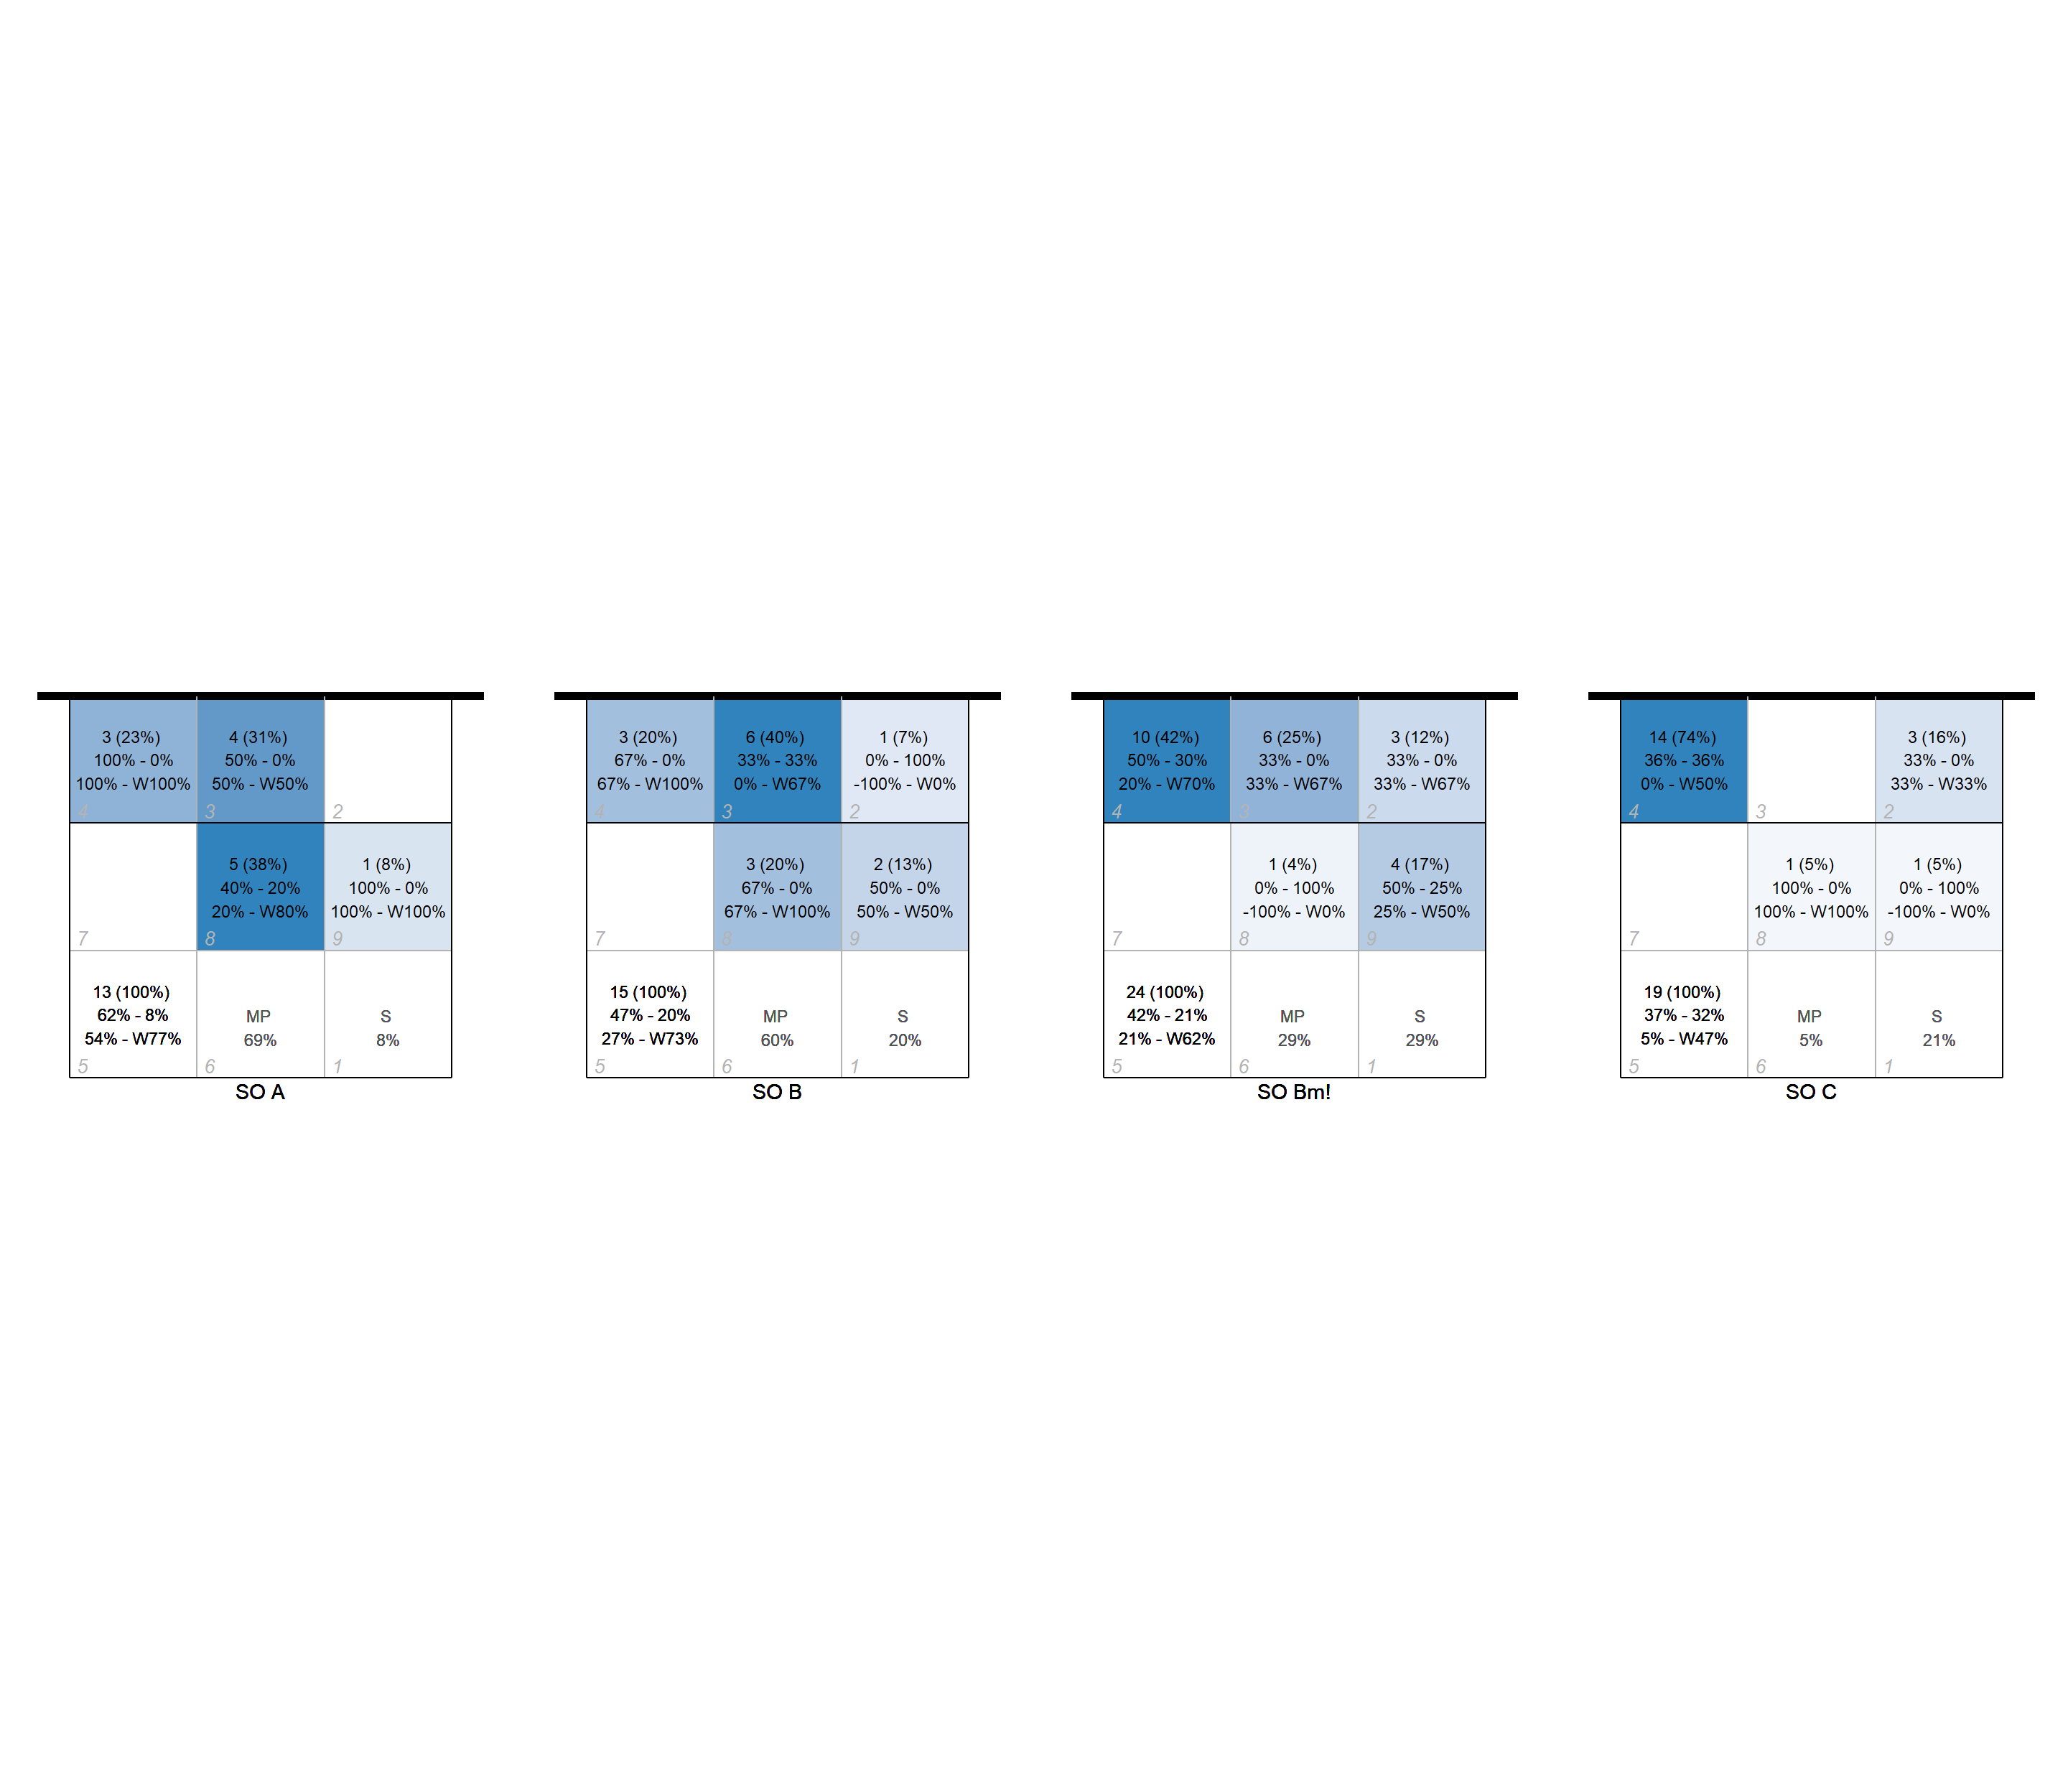 3 (23%)
100% - 0%
100% - W100%
4
4 (31%)
50% - 0%
50% - W50%
3
2
7
5 (38%)
40% - 20%
20% - W80%
8
1 (8%)
100% - 0%
100% - W100%
9
13 (100%)
62% - 8%
54% - W77%
5
MP
69%
6
S
8%
1
SO A
3 (20%)
67% - 0%
67% - W100%
4
6 (40%)
33% - 33%
0% - W67%
3
1 (7%)
0% - 100%
-100% - W0%
2
7
3 (20%)
67% - 0%
67% - W100%
8
2 (13%)
50% - 0%
50% - W50%
9
15 (100%)
47% - 20%
27% - W73%
5
MP
60%
6
S
20%
1
SO B
10 (42%)
50% - 30%
20% - W70%
4
6 (25%)
33% - 0%
33% - W67%
3
3 (12%)
33% - 0%
33% - W67%
2
7
1 (4%)
0% - 100%
-100% - W0%
8
4 (17%)
50% - 25%
25% - W50%
9
24 (100%)
42% - 21%
21% - W62%
5
MP
29%
6
S
29%
1
SO Bm!
14 (74%)
36% - 36%
0% - W50%
4
3
3 (16%)
33% - 0%
33% - W33%
2
7
1 (5%)
100% - 0%
100% - W100%
8
1 (5%)
0% - 100%
-100% - W0%
9
19 (100%)
37% - 32%
5% - W47%
5
MP
5%
6
S
21%
1
SO C